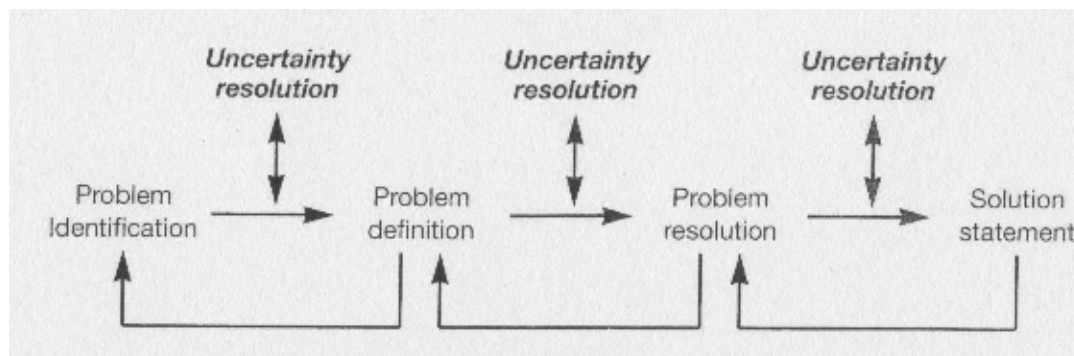 Uncertainty
resolution
Uncertainty
resolution
Uncertainty
resolution
Problem
Identification
Problem
definition
Problem
resolution
Solution
statement